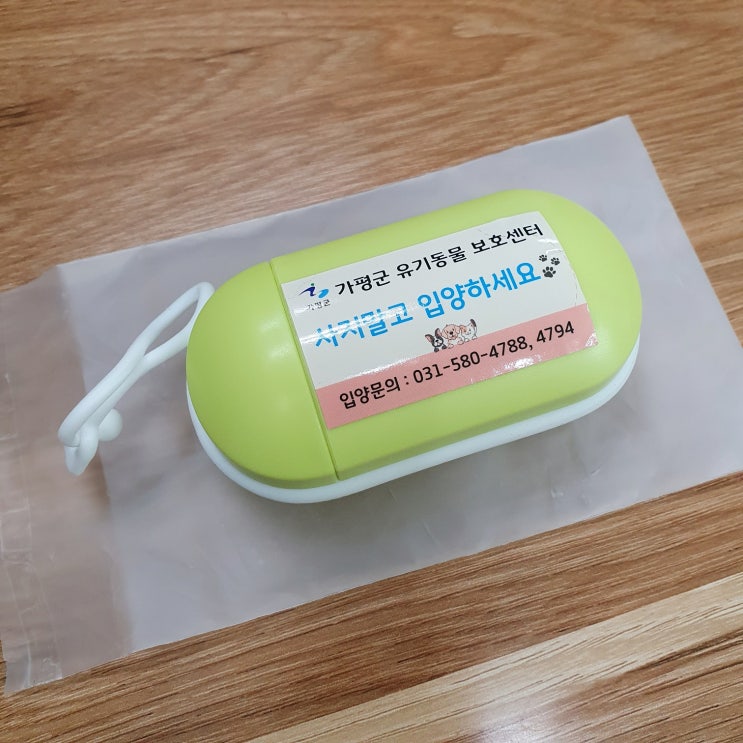 가평군 유기동물 보호센터
가평군
사지말고 입양하세요
입양문의 : 031-580-4788, 4794